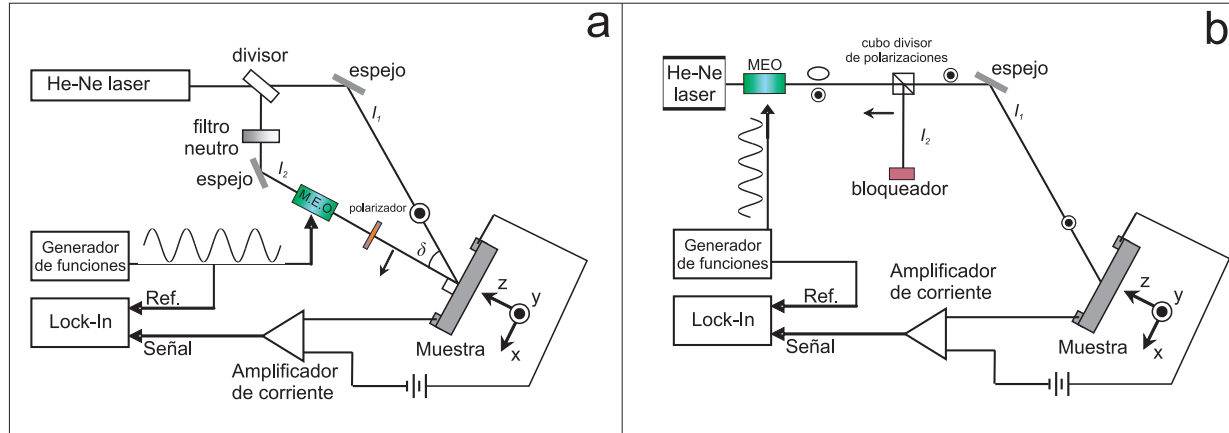 a
divisor
espejo
He-Ne laser
I₁
filtro
neutro
espejo
I₂
M.E.O
polarizador
δ
Generador
de funciones
Ref.
Lock-In
Señal
Amplificador
de corriente
Muestra
z
y
x
b
cubo divisor
de polarizaciones
MEO
espejo
He-Ne
laser
I₁
I₂
bloqueador
Generador
de funciones
Ref.
Lock-In
Señal
Amplificador
de corriente
Muestra
z
y
x